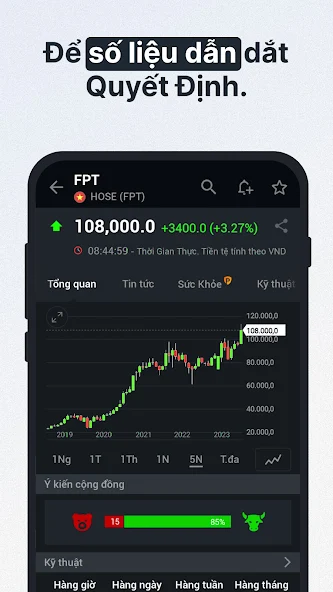 Để số liệu dẫn dắt
Quyết Định.
FPT
HOSE (FPT)
108,000.0 +3400.0 (+3.27%)
08:44:59 - Thời Gian Thực. Tiền tệ tính theo VND
Tổng quan Tin tức Sức Khỏe P Kỹ thuật
120.000,0
108.000,0
100.000,0
80.000,0
60.000,0
40.000,0
20.000,0
2019 2020 2021 2022 2023
1Ng 1T 1Th 1N 5N T.đa
Ý kiến cộng đồng
15 85%
Kỹ thuật
Hàng giờ Hàng ngày Hàng tuần Hàng tháng